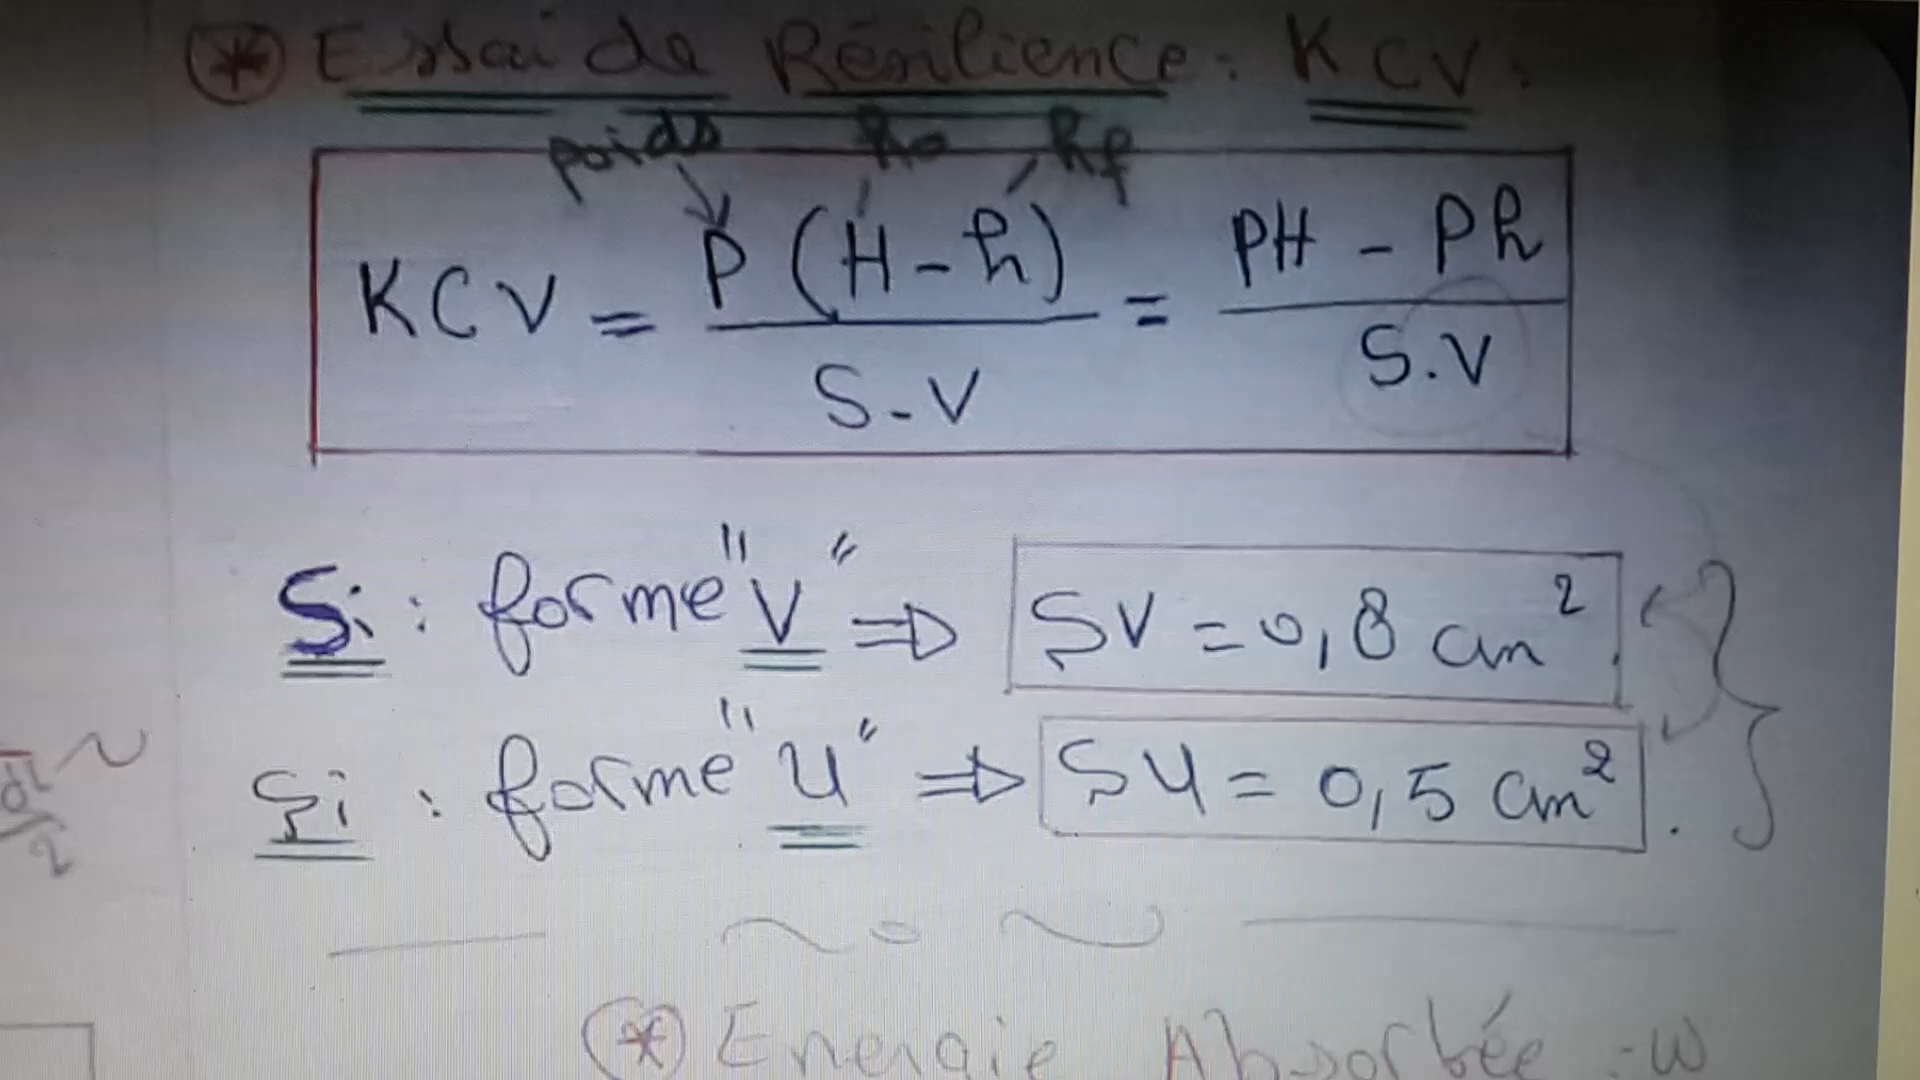 * Essai de Résilience : KCV :
poids ho hf
KCV = P (H - h) / S.V = PH - Ph / S.V
Si : forme "V" ⇒ SV = 0,8 cm².
Si : forme "U" ⇒ SU = 0,5 cm².
* Energie Absorbée : W